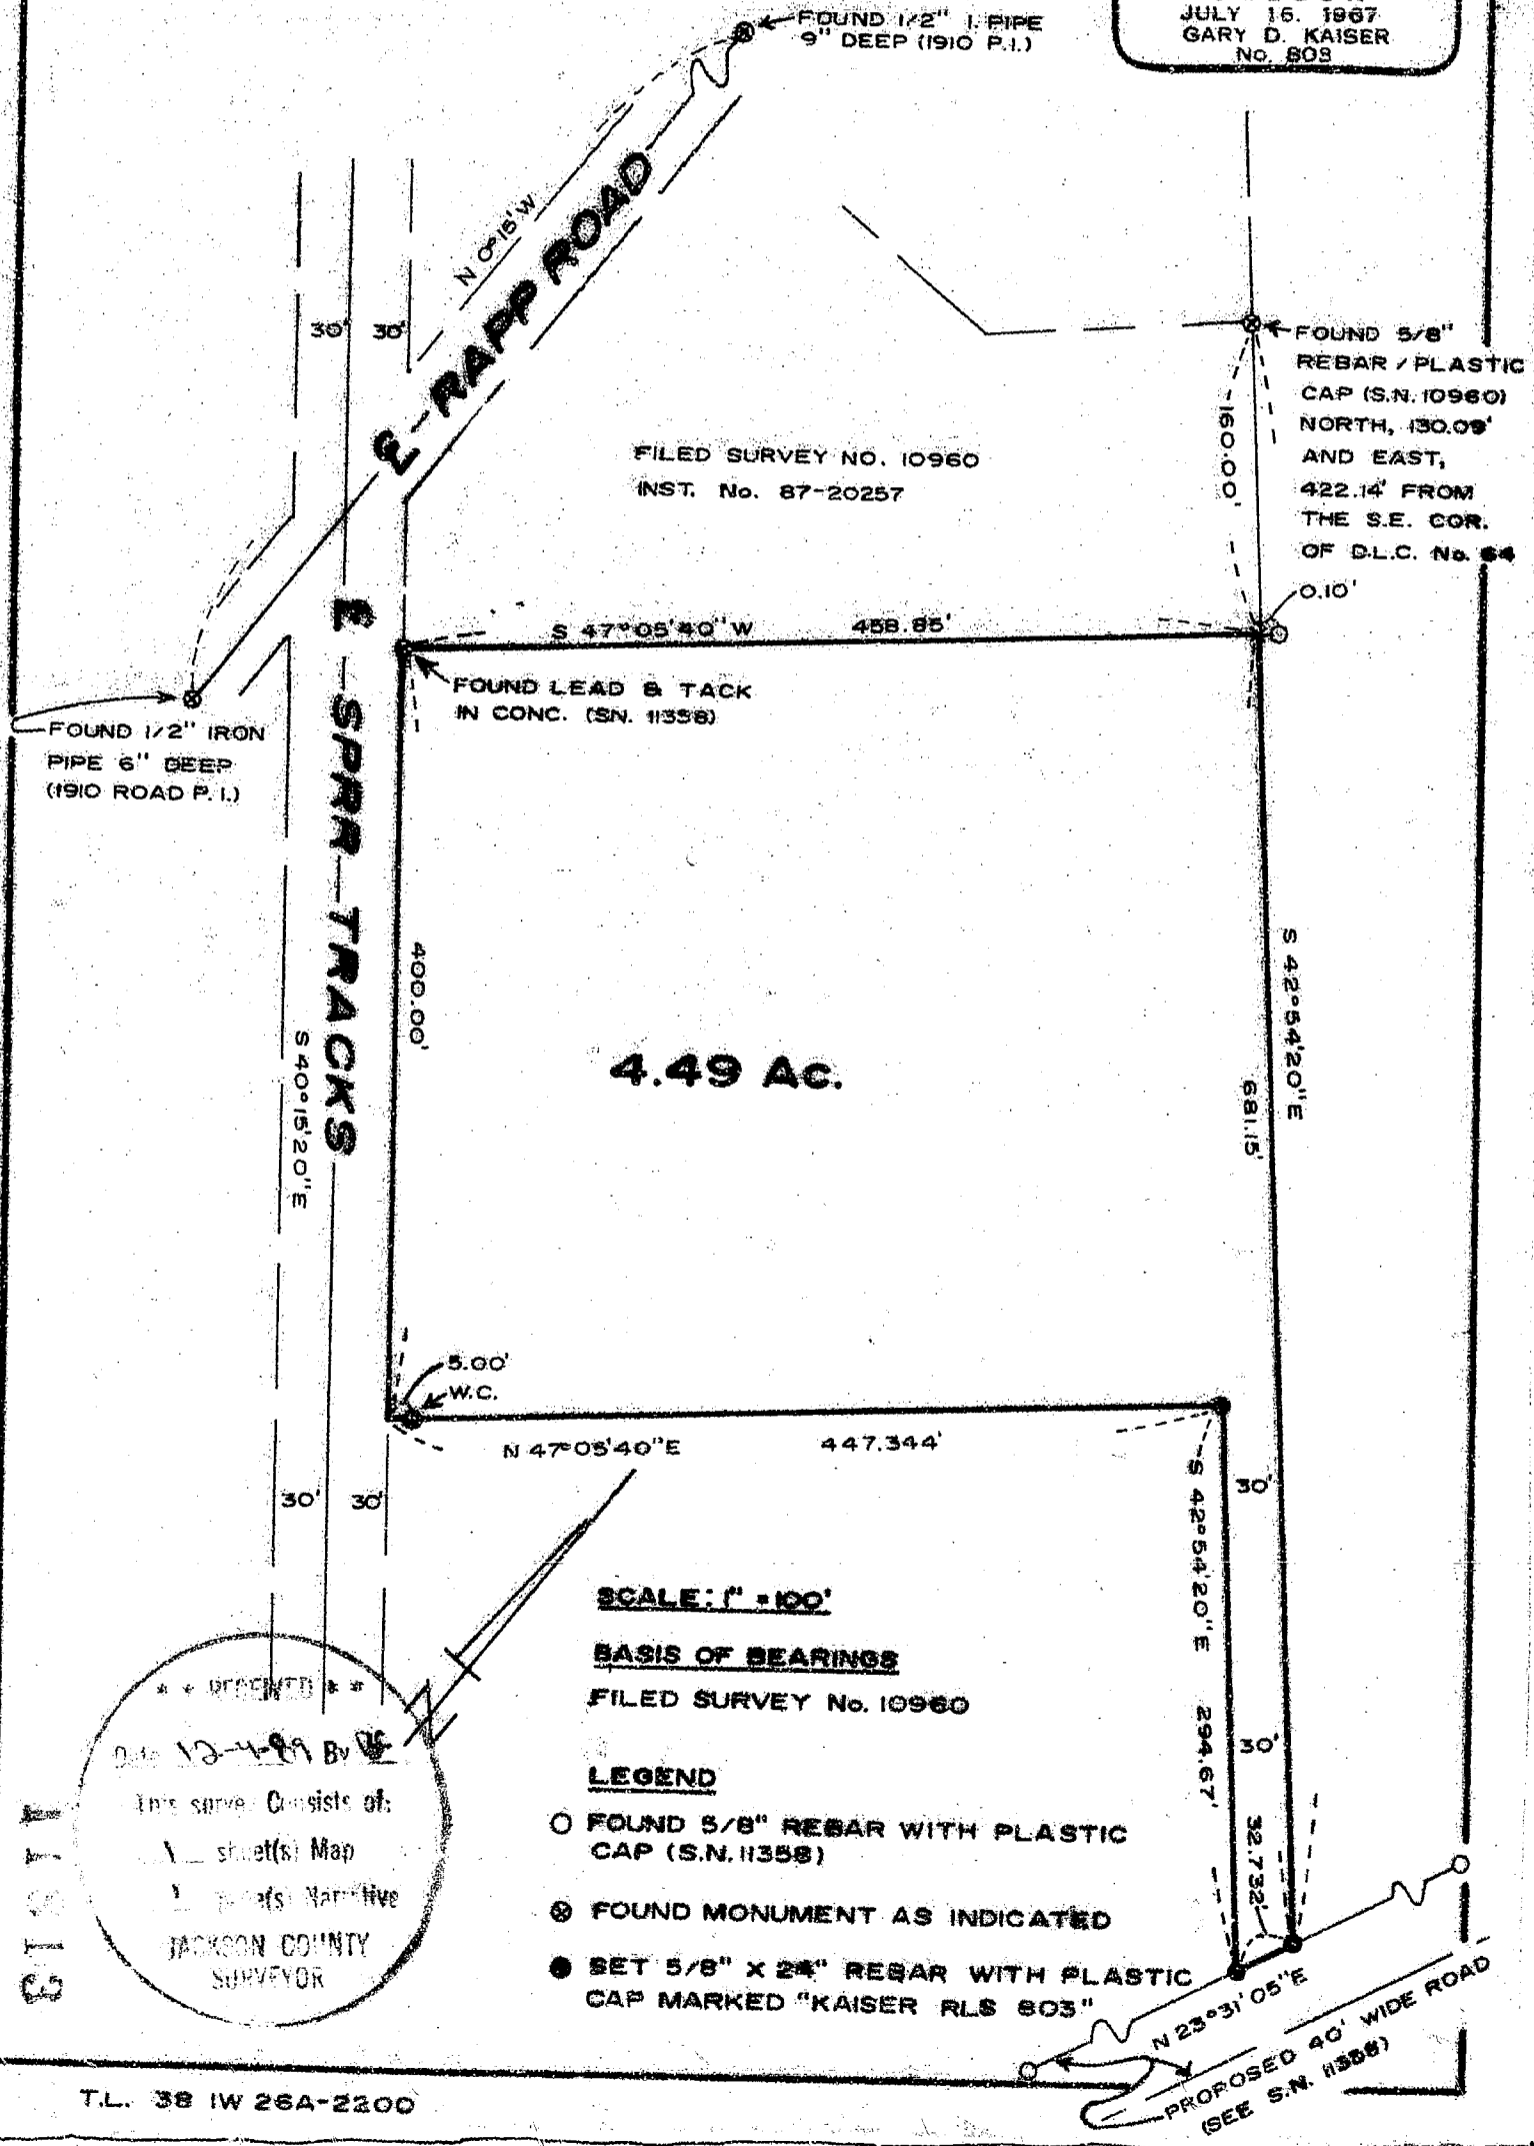 FOUND 1/2" I. PIPE
9" DEEP (1910 P.I.)
JULY 16. 1967
GARY D. KAISER
No. 803
N 0°15' W
℄ - RAPP ROAD
30' 30'
FOUND 5/8"
REBAR / PLASTIC
CAP (S.N. 10960)
NORTH, 130.09'
AND EAST,
422.14' FROM
THE S.E. COR.
OF D.L.C. No. 64
160.00'
FILED SURVEY NO. 10960
INST. No. 87-20257
0.10'
S 47°05'40" W 458.85'
FOUND LEAD & TACK
IN CONC. (SN. 11358)
FOUND 1/2" IRON
PIPE 6" DEEP
(1910 ROAD P.I.)
℄ - SPRR - TRACKS
S 40°15'20" E
400.00'
4.49 Ac.
S 42°54'20" E
681.15'
5.00'
W.C.
N 47°05'40" E 447.344'
30' 30'
S 42°54'20" E 294.67'
30'
30'
32.732'
SCALE: 1" = 100'
BASIS OF BEARINGS
FILED SURVEY No. 10960
LEGEND
FOUND 5/8" REBAR WITH PLASTIC
CAP (S.N. 11358)
FOUND MONUMENT AS INDICATED
SET 5/8" X 24" REBAR WITH PLASTIC
CAP MARKED "KAISER RLS 803"
N
* * RECEIVED * *
Date 12-4-89 By
This survey Consists of:
1 sheet(s) Map
1 page(s) Narrative
JACKSON COUNTY
SURVEYOR
N 23°31'05" E
PROPOSED 40' WIDE ROAD
(SEE S.N. 11358)
T.L. 38 1W 26A-2200